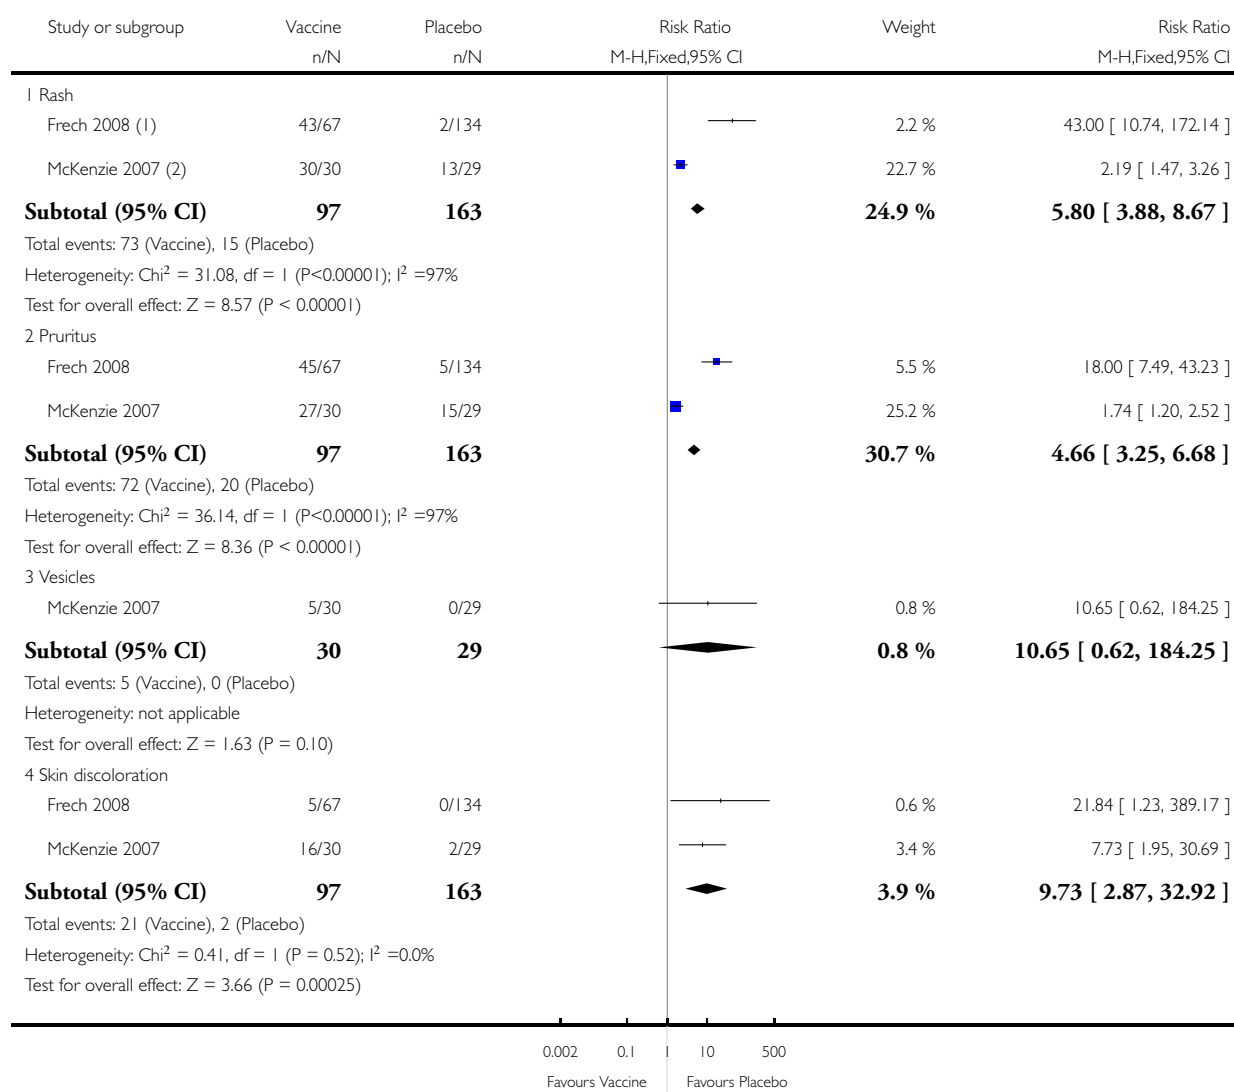 Study or subgroup Vaccine Placebo Risk Ratio Weight Risk Ratio
n/N n/N M-H,Fixed,95% CI M-H,Fixed,95% CI
1 Rash
Frech 2008 (1) 43/67 2/134 2.2 % 43.00 [ 10.74, 172.14 ]
McKenzie 2007 (2) 30/30 13/29 22.7 % 2.19 [ 1.47, 3.26 ]
Subtotal (95% CI) 97 163 24.9 % 5.80 [ 3.88, 8.67 ]
Total events: 73 (Vaccine), 15 (Placebo)
Heterogeneity: Chi² = 31.08, df = 1 (P<0.00001); I² =97%
Test for overall effect: Z = 8.57 (P < 0.00001)
2 Pruritus
Frech 2008 45/67 5/134 5.5 % 18.00 [ 7.49, 43.23 ]
McKenzie 2007 27/30 15/29 25.2 % 1.74 [ 1.20, 2.52 ]
Subtotal (95% CI) 97 163 30.7 % 4.66 [ 3.25, 6.68 ]
Total events: 72 (Vaccine), 20 (Placebo)
Heterogeneity: Chi² = 36.14, df = 1 (P<0.00001); I² =97%
Test for overall effect: Z = 8.36 (P < 0.00001)
3 Vesicles
McKenzie 2007 5/30 0/29 0.8 % 10.65 [ 0.62, 184.25 ]
Subtotal (95% CI) 30 29 0.8 % 10.65 [ 0.62, 184.25 ]
Total events: 5 (Vaccine), 0 (Placebo)
Heterogeneity: not applicable
Test for overall effect: Z = 1.63 (P = 0.10)
4 Skin discoloration
Frech 2008 5/67 0/134 0.6 % 21.84 [ 1.23, 389.17 ]
McKenzie 2007 16/30 2/29 3.4 % 7.73 [ 1.95, 30.69 ]
Subtotal (95% CI) 97 163 3.9 % 9.73 [ 2.87, 32.92 ]
Total events: 21 (Vaccine), 2 (Placebo)
Heterogeneity: Chi² = 0.41, df = 1 (P = 0.52); I² =0.0%
Test for overall effect: Z = 3.66 (P = 0.00025)
0.002 0.1 1 10 500
Favours Vaccine Favours Placebo